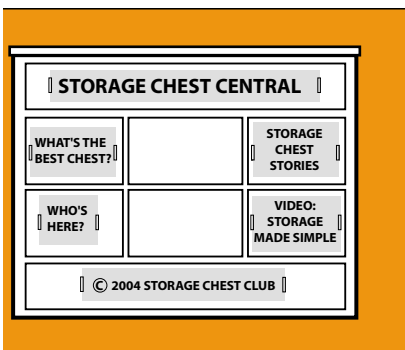 STORAGE CHEST CENTRAL
WHAT'S THE
BEST CHEST?
STORAGE
CHEST
STORIES
WHO'S
HERE?
VIDEO:
STORAGE
MADE SIMPLE
© 2004 STORAGE CHEST CLUB